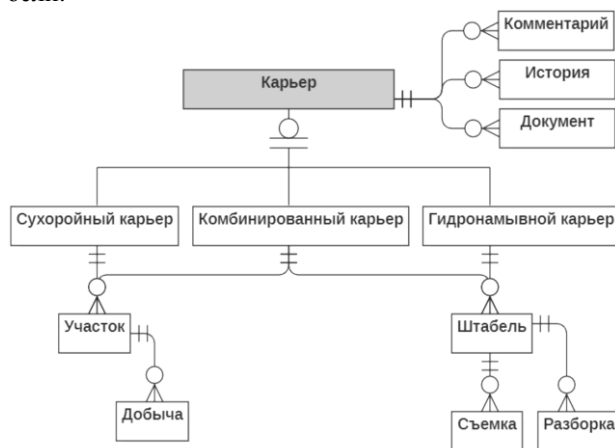 Комментарий
Карьер
История
Документ
Сухоройный карьер
Комбинированный карьер
Гидронамывной карьер
Участок
Штабель
Добыча
Съемка
Разборка